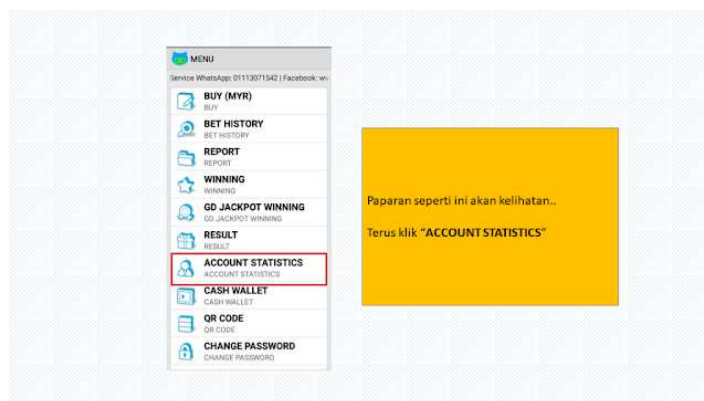 MENU
Service WhatsApp: 01113071542 | Facebook: wv
BUY (MYR)
BUY
BET HISTORY
BET HISTORY
REPORT
REPORT
WINNING
WINNING
GD JACKPOT WINNING
GD JACKPOT WINNING
RESULT
RESULT
ACCOUNT STATISTICS
ACCOUNT STATISTICS
CASH WALLET
CASH WALLET
QR CODE
QR CODE
CHANGE PASSWORD
CHANGE PASSWORD
Paparan seperti ini akan kelihatan..
Terus klik “ACCOUNT STATISTICS”